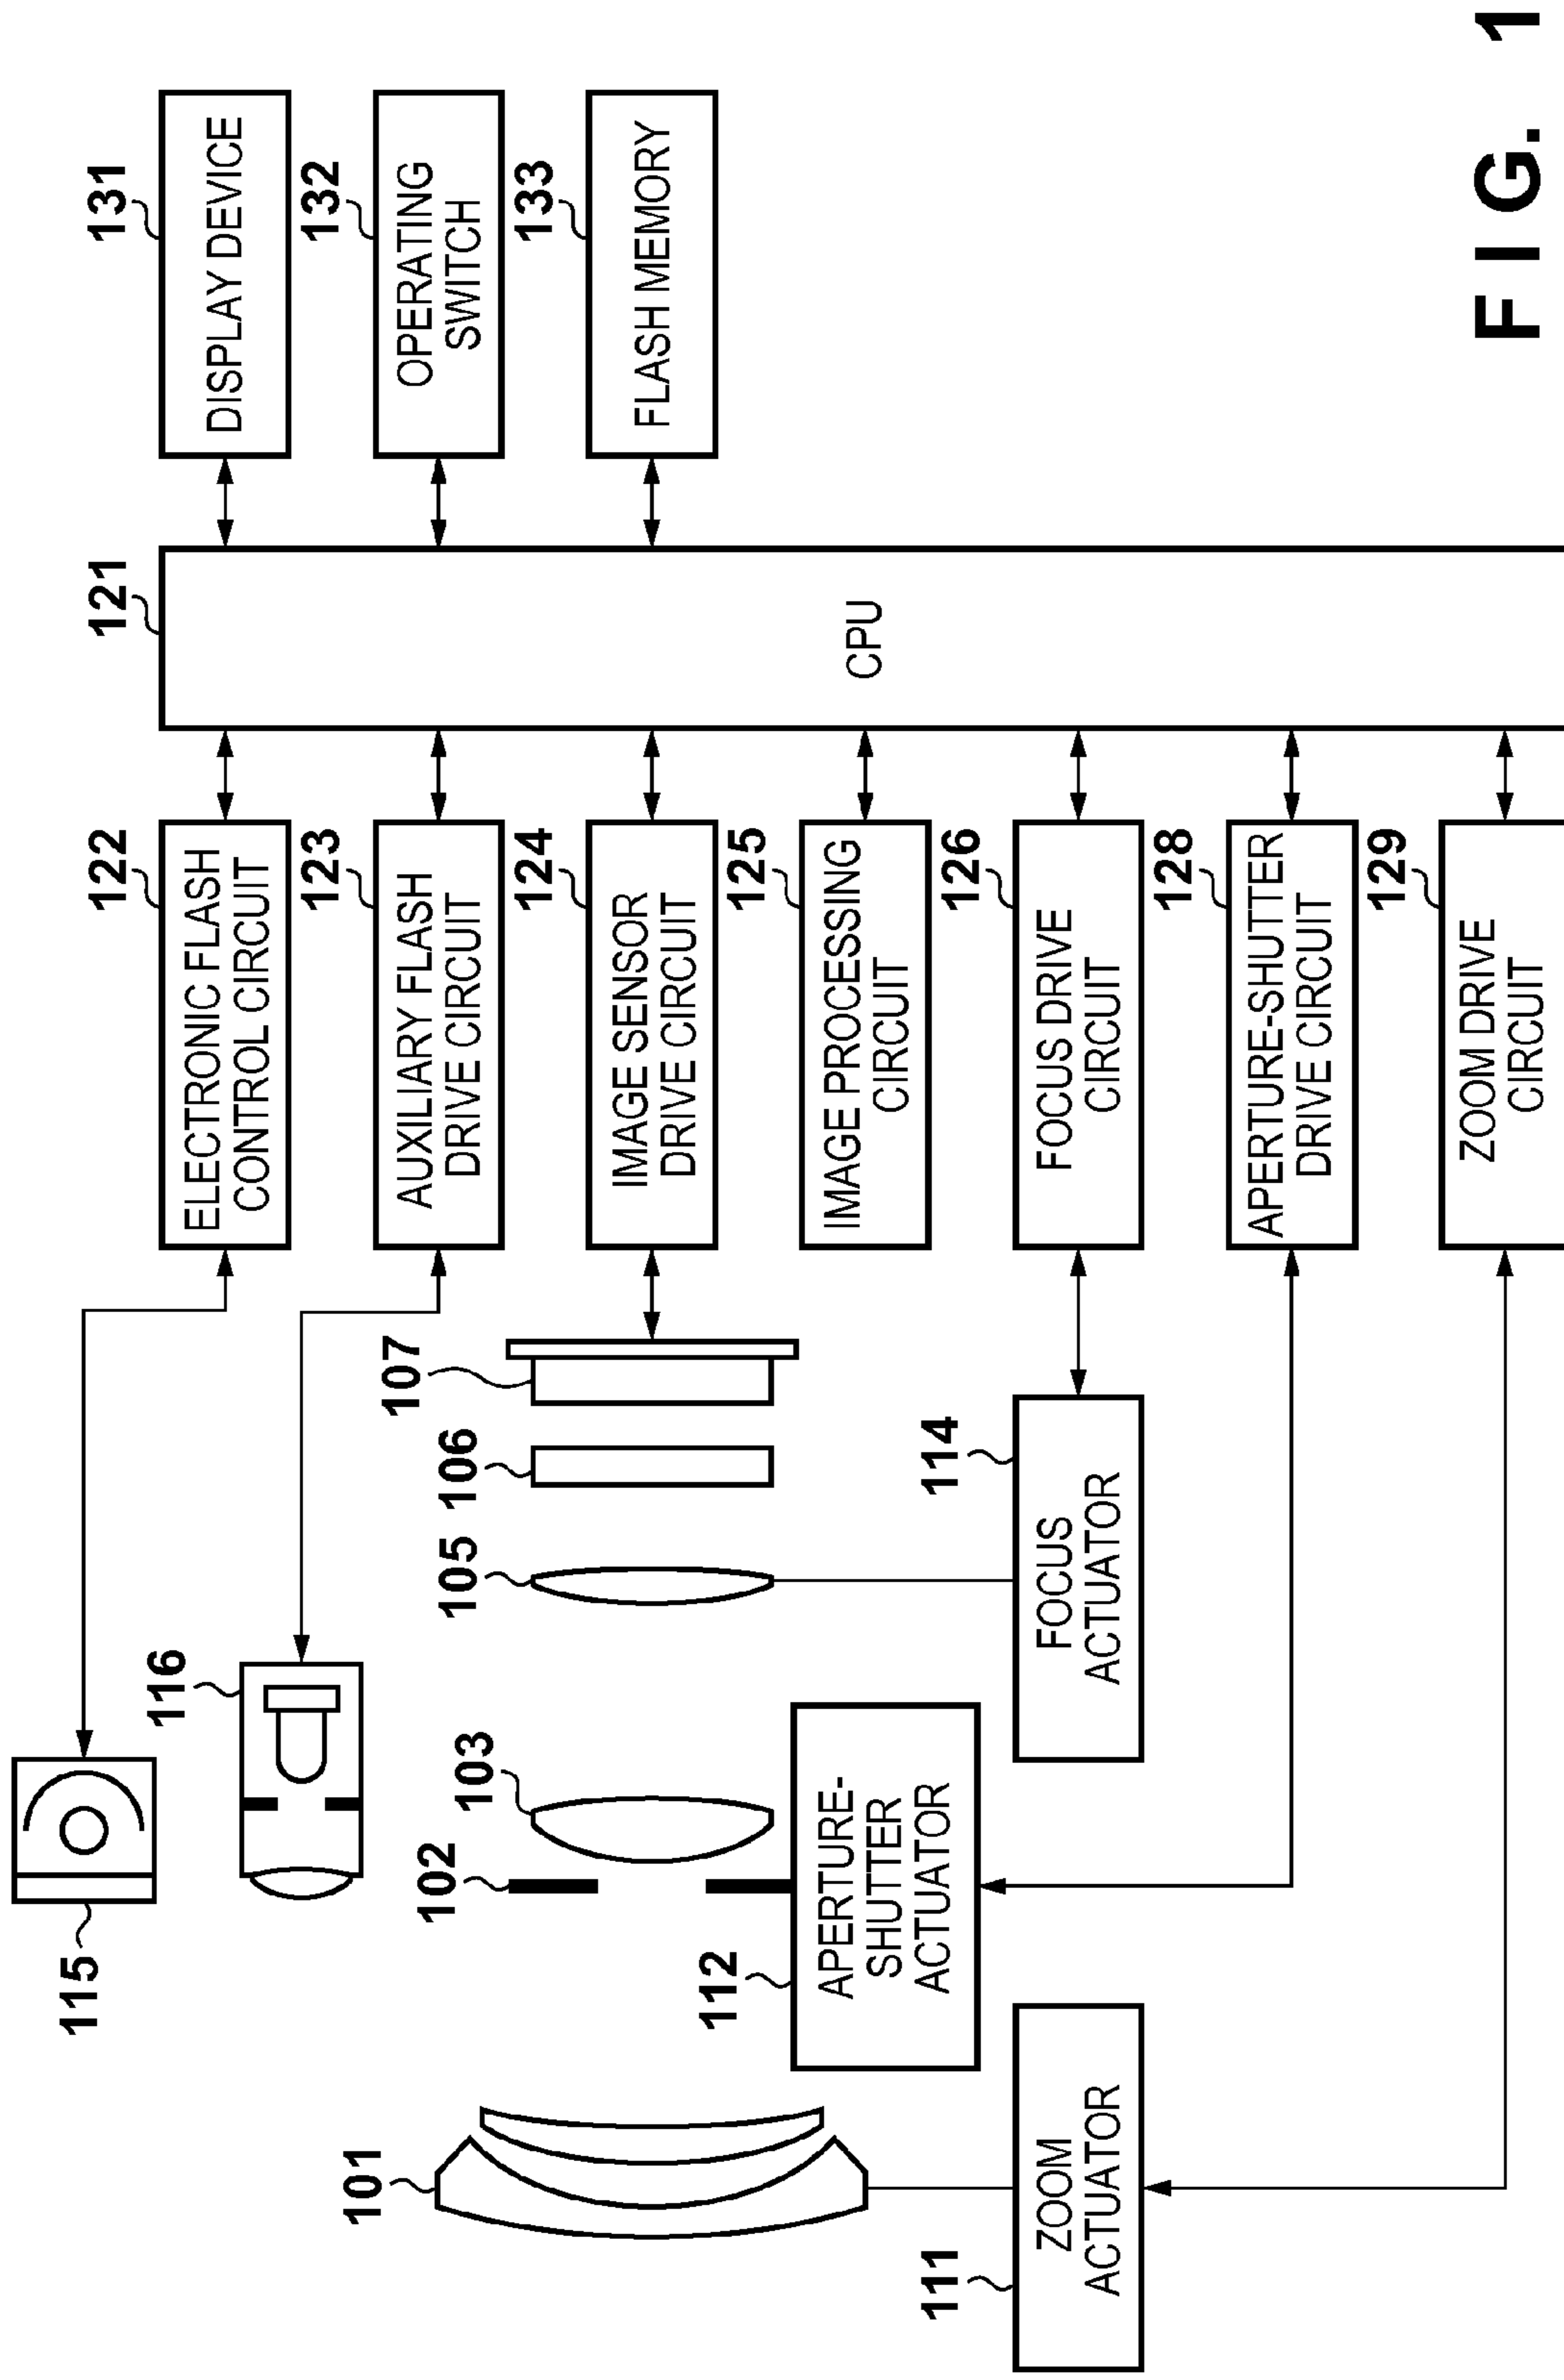 115
116
101
102
103
105
106
107
111
ZOOM
ACTUATOR
112
APERTURE-
SHUTTER
ACTUATOR
114
FOCUS
ACTUATOR
122
ELECTRONIC FLASH
CONTROL CIRCUIT
123
AUXILIARY FLASH
DRIVE CIRCUIT
124
IMAGE SENSOR
DRIVE CIRCUIT
125
IMAGE PROCESSING
CIRCUIT
126
FOCUS DRIVE
CIRCUIT
128
APERTURE-SHUTTER
DRIVE CIRCUIT
129
ZOOM DRIVE
CIRCUIT
121
CPU
131
DISPLAY DEVICE
132
OPERATING
SWITCH
133
FLASH MEMORY
FIG. 1